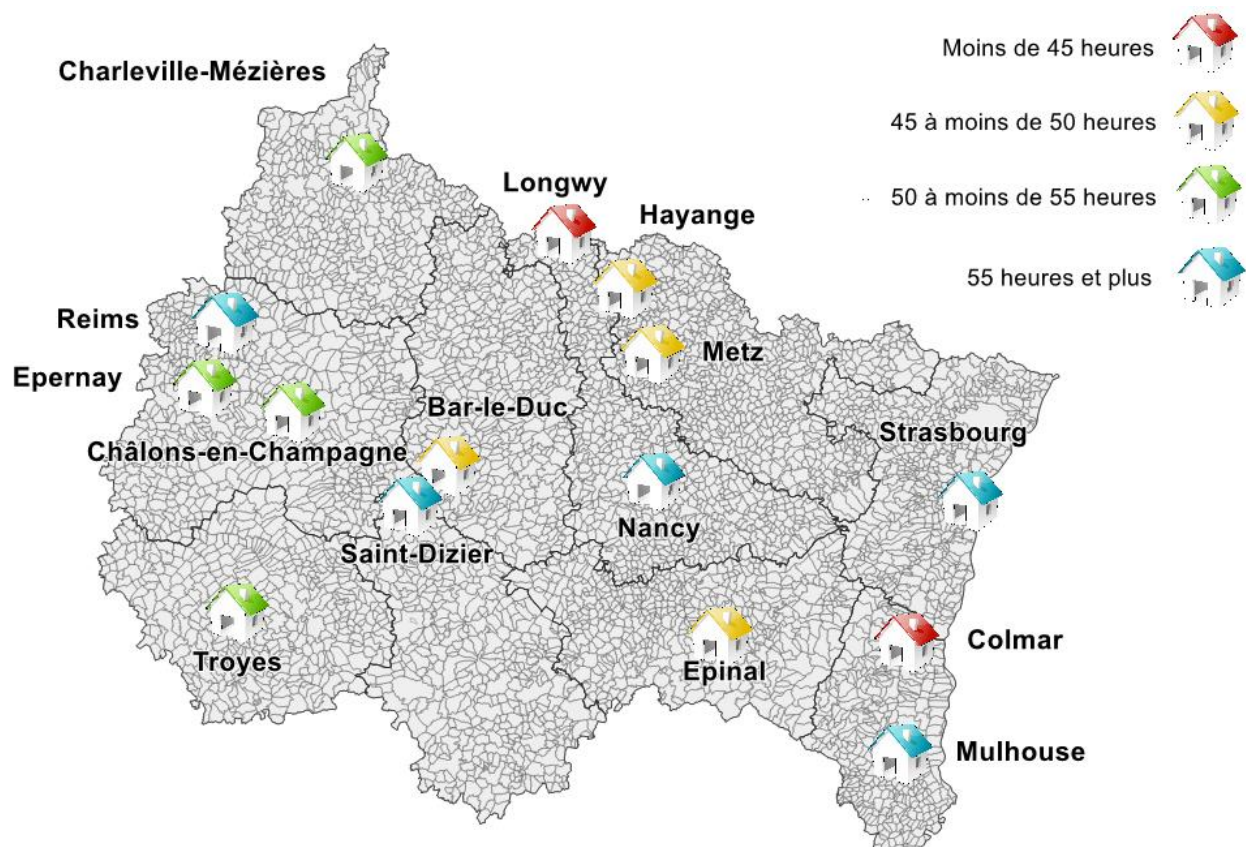 Moins de 45 heures
Charleville-Mézières
45 à moins de 50 heures
Longwy
50 à moins de 55 heures
Hayange
55 heures et plus
Reims
Metz
Epernay
Bar-le-Duc
Strasbourg
Châlons-en-Champagne
Nancy
Saint-Dizier
Colmar
Troyes
Epinal
Mulhouse